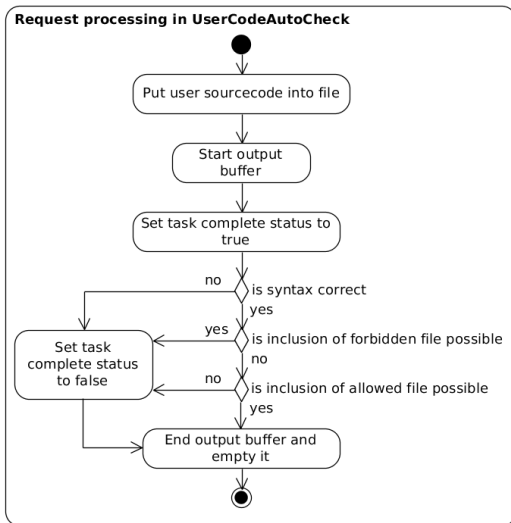 Request processing in UserCodeAutoCheck
Put user sourcecode into file
Start output
buffer
Set task complete status to
true
no
is syntax correct
yes
yes
is inclusion of forbidden file possible
no
Set task
complete status
to false
no
is inclusion of allowed file possible
yes
End output buffer and
empty it